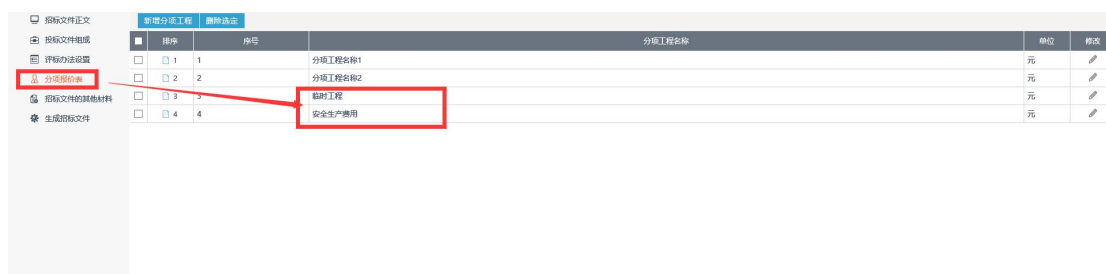 招标文件正文
投标文件组成
评标办法设置
分项报价表
招标文件的其他材料
生成招标文件
新增分项工程 删除选定
排序 序号 分项工程名称 单位 修改
1 1 分项工程名称1 元
2 2 分项工程名称2 元
3 3 临时工程 元
4 4 安全生产费用 元